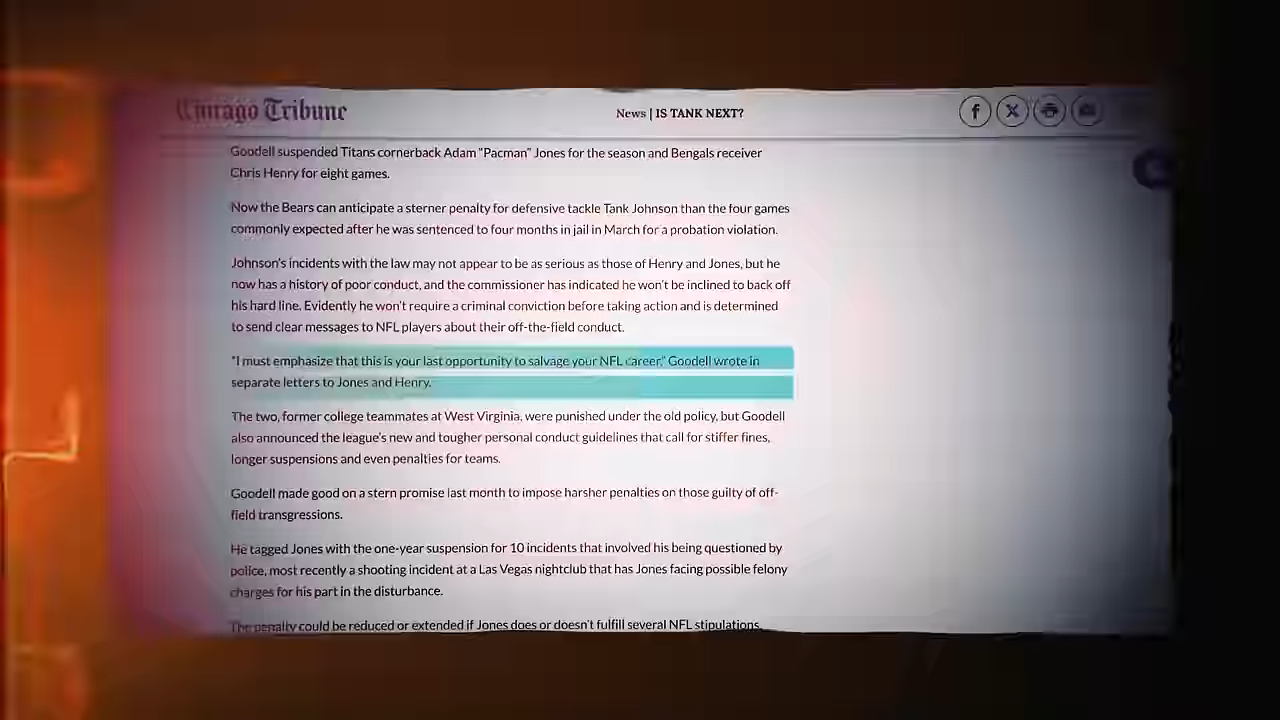 Chicago Tribune
News | IS TANK NEXT?
Goodell suspended Titans cornerback Adam "Pacman" Jones for the season and Bengals receiver
Chris Henry for eight games.
Now the Bears can anticipate a sterner penalty for defensive tackle Tank Johnson than the four games
commonly expected after he was sentenced to four months in jail in March for a probation violation.
Johnson's incidents with the law may not appear to be as serious as those of Henry and Jones, but he
now has a history of poor conduct, and the commissioner has indicated he won't be inclined to back off
his hard line. Evidently he won't require a criminal conviction before taking action and is determined
to send clear messages to NFL players about their off-the-field conduct.
"I must emphasize that this is your last opportunity to salvage your NFL career," Goodell wrote in
separate letters to Jones and Henry.
The two, former college teammates at West Virginia, were punished under the old policy, but Goodell
also announced the league's new and tougher personal conduct guidelines that call for stiffer fines,
longer suspensions and even penalties for teams.
Goodell made good on a stern promise last month to impose harsher penalties on those guilty of off-
field transgressions.
He tagged Jones with the one-year suspension for 10 incidents that involved his being questioned by
police, most recently a shooting incident at a Las Vegas nightclub that has Jones facing possible felony
charges for his part in the disturbance.
The penalty could be reduced or extended if Jones does or doesn't fulfill several NFL stipulations.